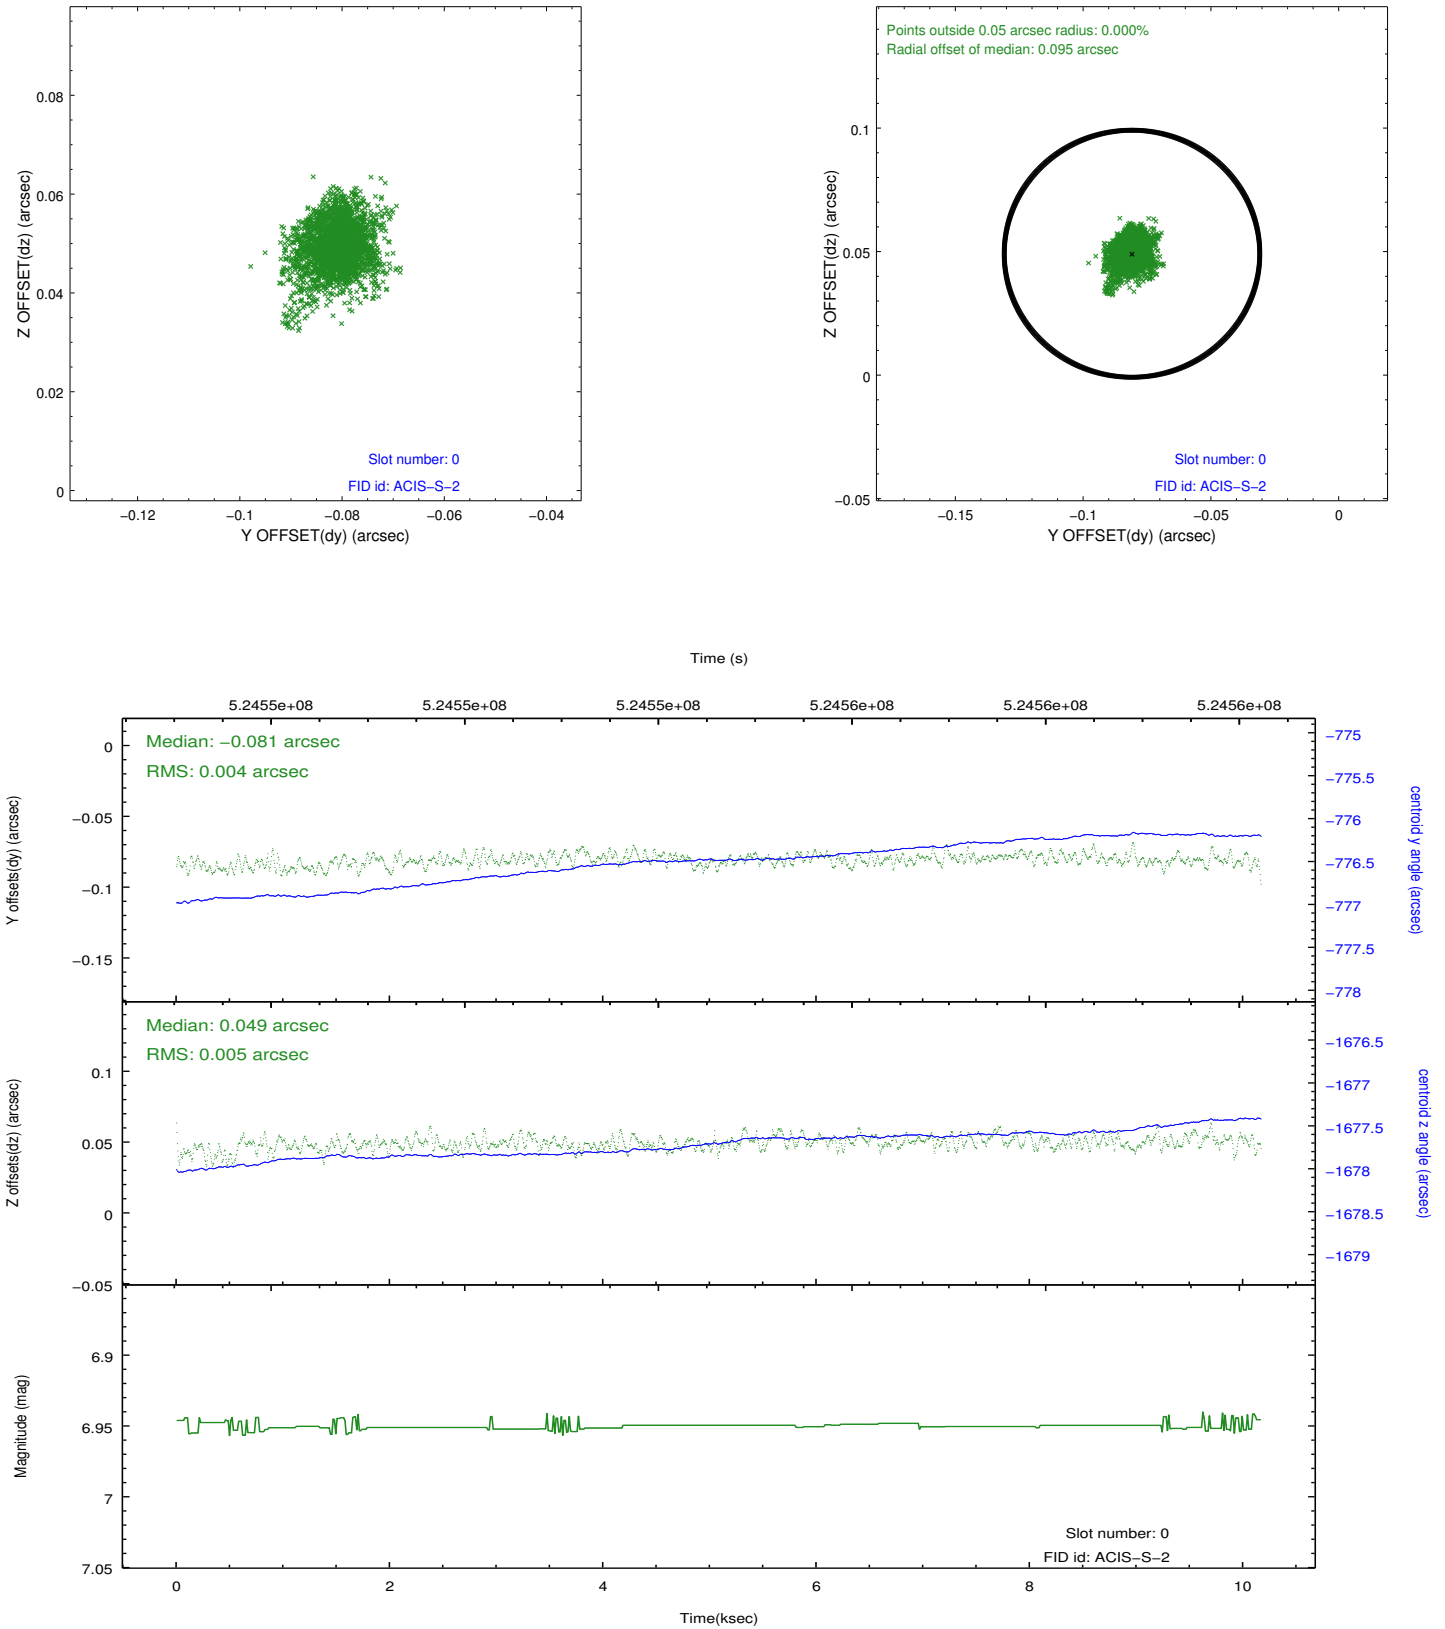 0.08
0.06
0.04
0.02
0
Z OFFSET(dz) (arcsec)
Slot number: 0
FID id: ACIS−S−2
−0.12
−0.1
−0.08
−0.06
−0.04
Y OFFSET(dy) (arcsec)
Points outside 0.05 arcsec radius: 0.000%
Radial offset of median: 0.095 arcsec
0.1
0.05
0
−0.05
Z OFFSET(dz) (arcsec)
Slot number: 0
FID id: ACIS−S−2
−0.15
−0.1
−0.05
0
Y OFFSET(dy) (arcsec)
Time (s)
5.2455e+08
5.2455e+08
5.2455e+08
5.2456e+08
5.2456e+08
5.2456e+08
Median: −0.081 arcsec
RMS: 0.004 arcsec
0
−0.05
−0.1
−0.15
Y offsets(dy) (arcsec)
−775
−775.5
−776
−776.5
−777
−777.5
−778
centroid y angle (arcsec)
Median: 0.049 arcsec
RMS: 0.005 arcsec
0.1
0.05
0
−0.05
Z offsets(dz) (arcsec)
−1676.5
−1677
−1677.5
−1678
−1678.5
−1679
centroid z angle (arcsec)
6.9
6.95
7
7.05
Magnitude (mag)
Slot number: 0
FID id: ACIS−S−2
0
2
4
6
8
10
Time(ksec)